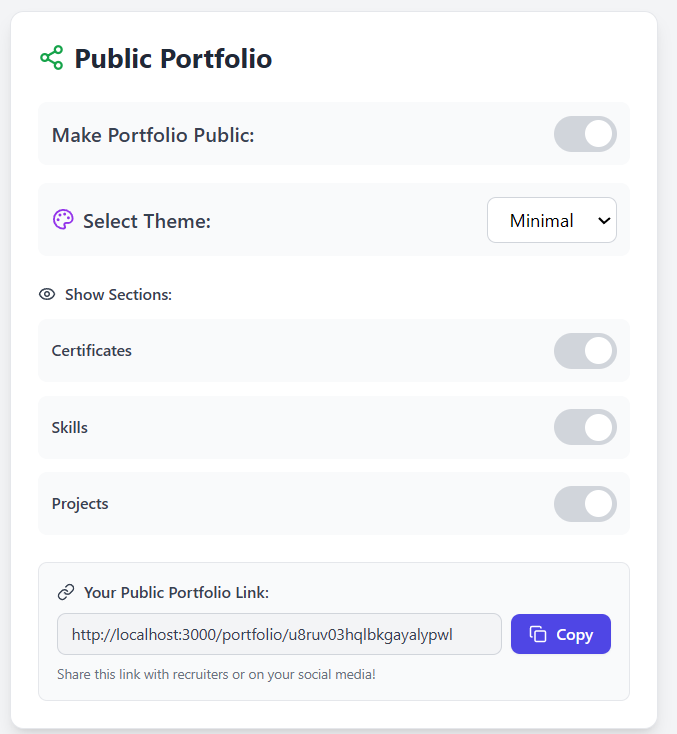 Public Portfolio
Make Portfolio Public:
Select Theme:
Minimal
Show Sections:
Certificates
Skills
Projects
Your Public Portfolio Link:
http://localhost:3000/portfolio/u8ruv03hqlbkgayalypwl
Copy
Share this link with recruiters or on your social media!